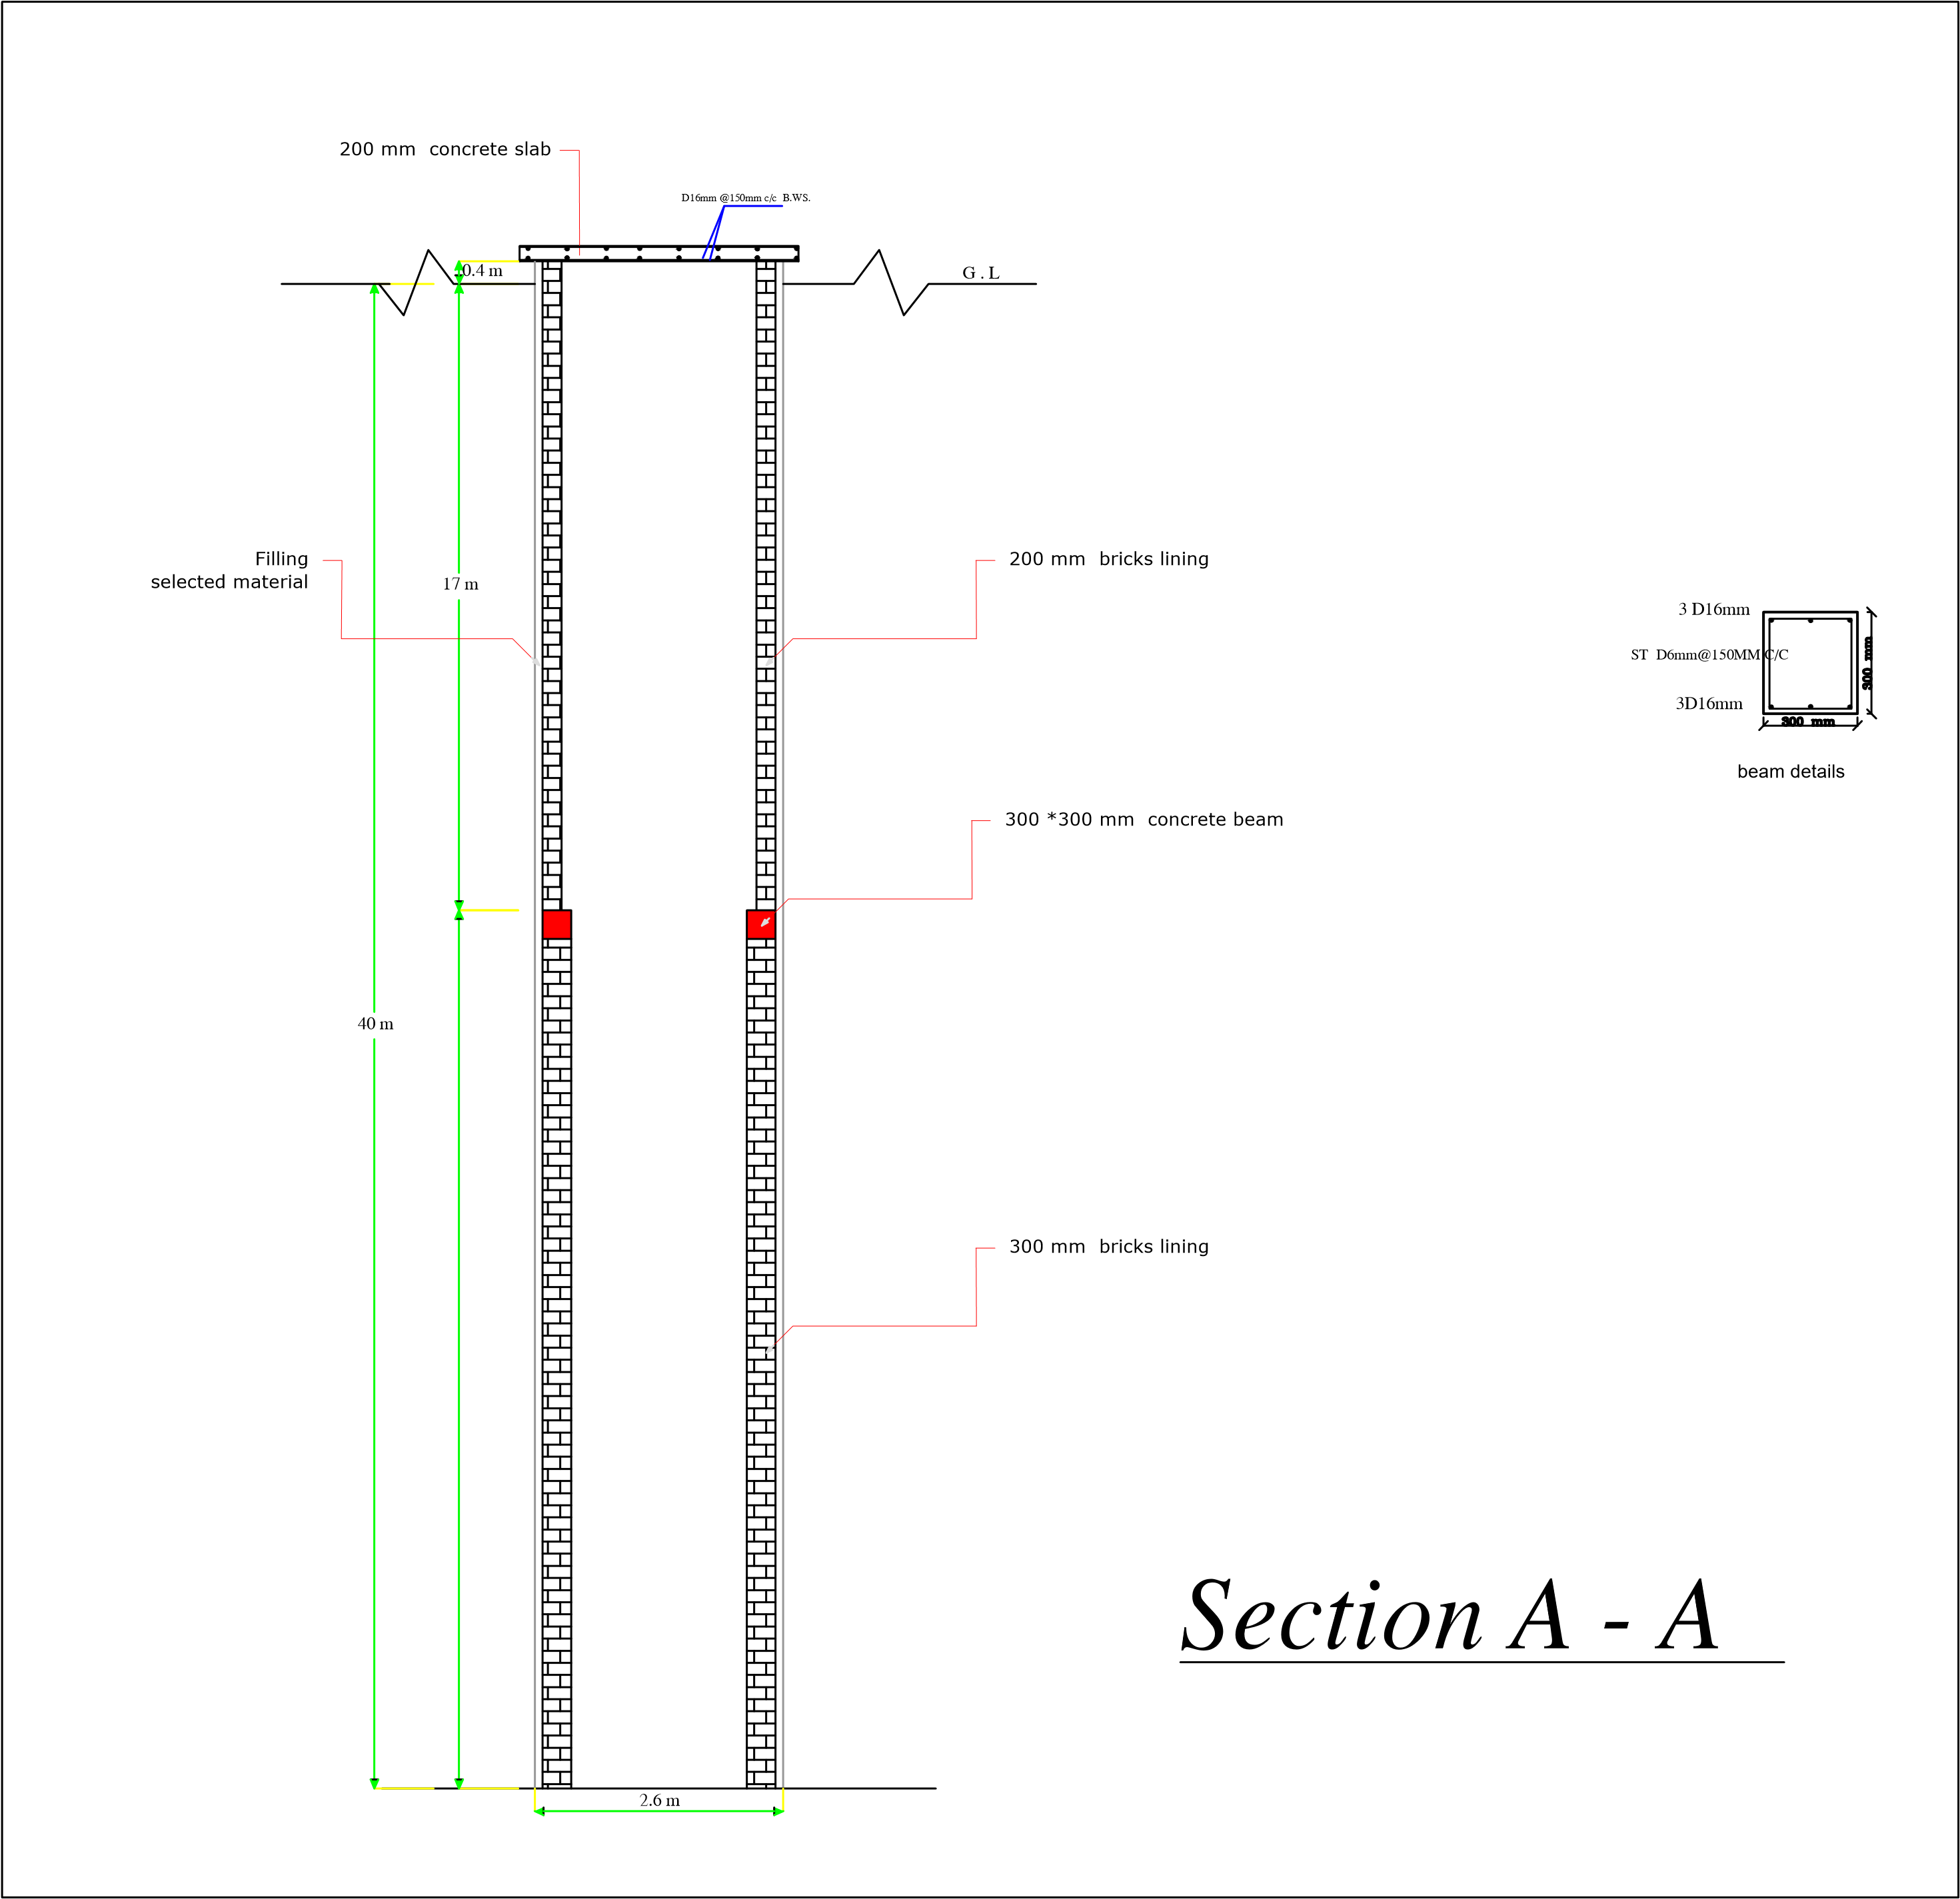 200 mm  concrete slab
D16mm @150mm c/c  B.WS.
0.4 m
G . L
Filling
selected material
17 m
200 mm  bricks lining
3 D16mm
ST  D6mm@150MM C/C
3D16mm
300  mm
300  mm
beam details
300 *300 mm  concrete beam
40 m
300 mm  bricks lining
Section A - A
2.6 m